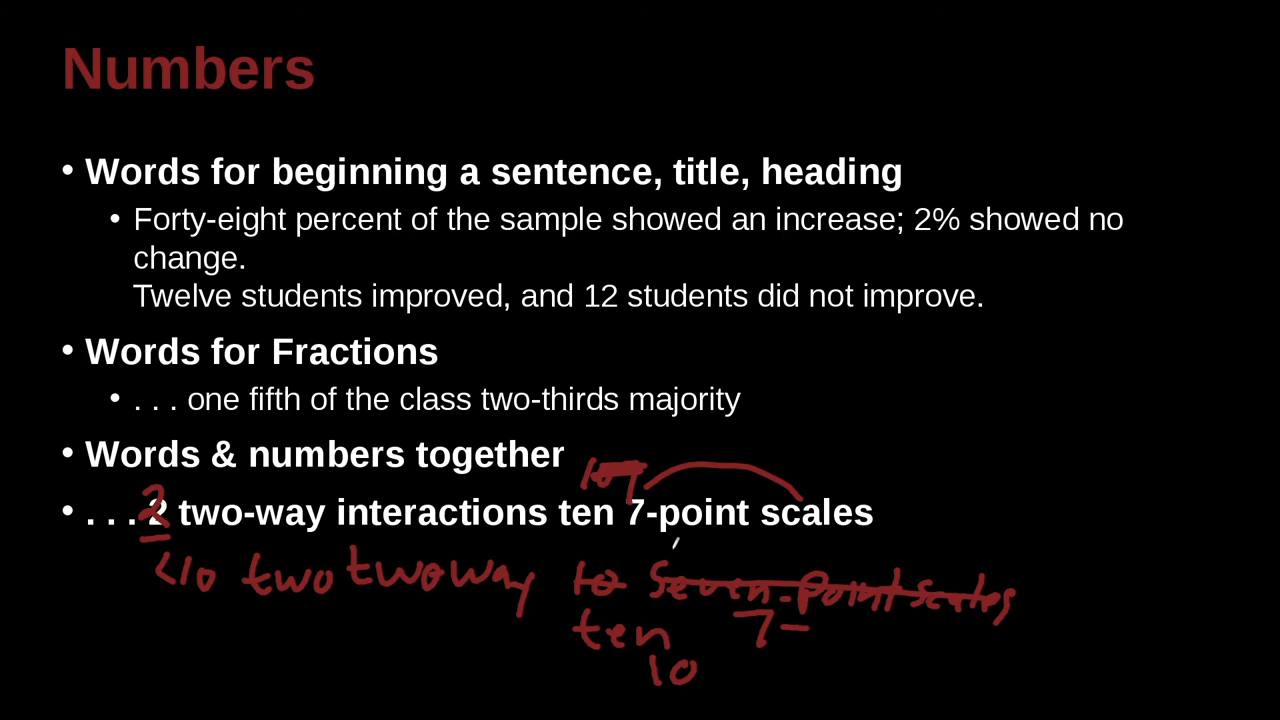 Numbers
• Words for beginning a sentence, title, heading
• Forty-eight percent of the sample showed an increase; 2% showed no
change.
Twelve students improved, and 12 students did not improve.
• Words for Fractions
• . . . one fifth of the class two-thirds majority
• Words & numbers together
• . . . 2 two-way interactions ten 7-point scales
<10 two two way to Seven-Point scales
ten 7-
10